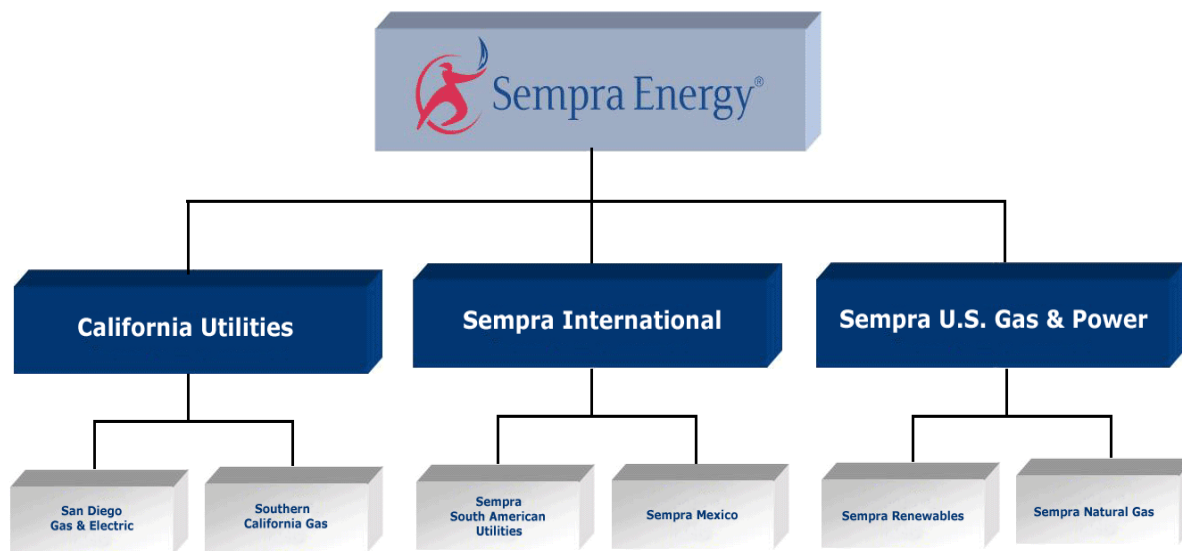 Sempra Energy®
California Utilities
Sempra International
Sempra U.S. Gas & Power
San Diego
Gas & Electric
Southern
California Gas
Sempra
South American
Utilities
Sempra Mexico
Sempra Renewables
Sempra Natural Gas